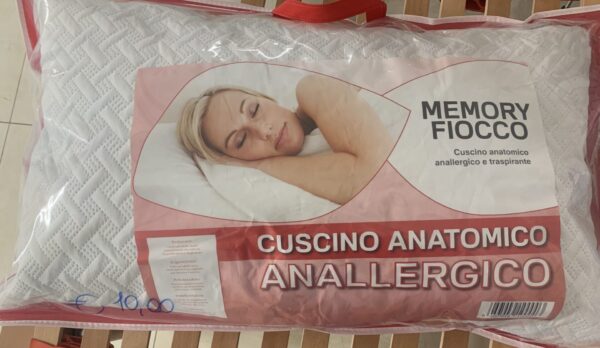 MEMORY
FIOCCO
Cuscino anatomico
anallergico e traspirante
CUSCINO ANATOMICO
ANALLERGICO
€ 10,00